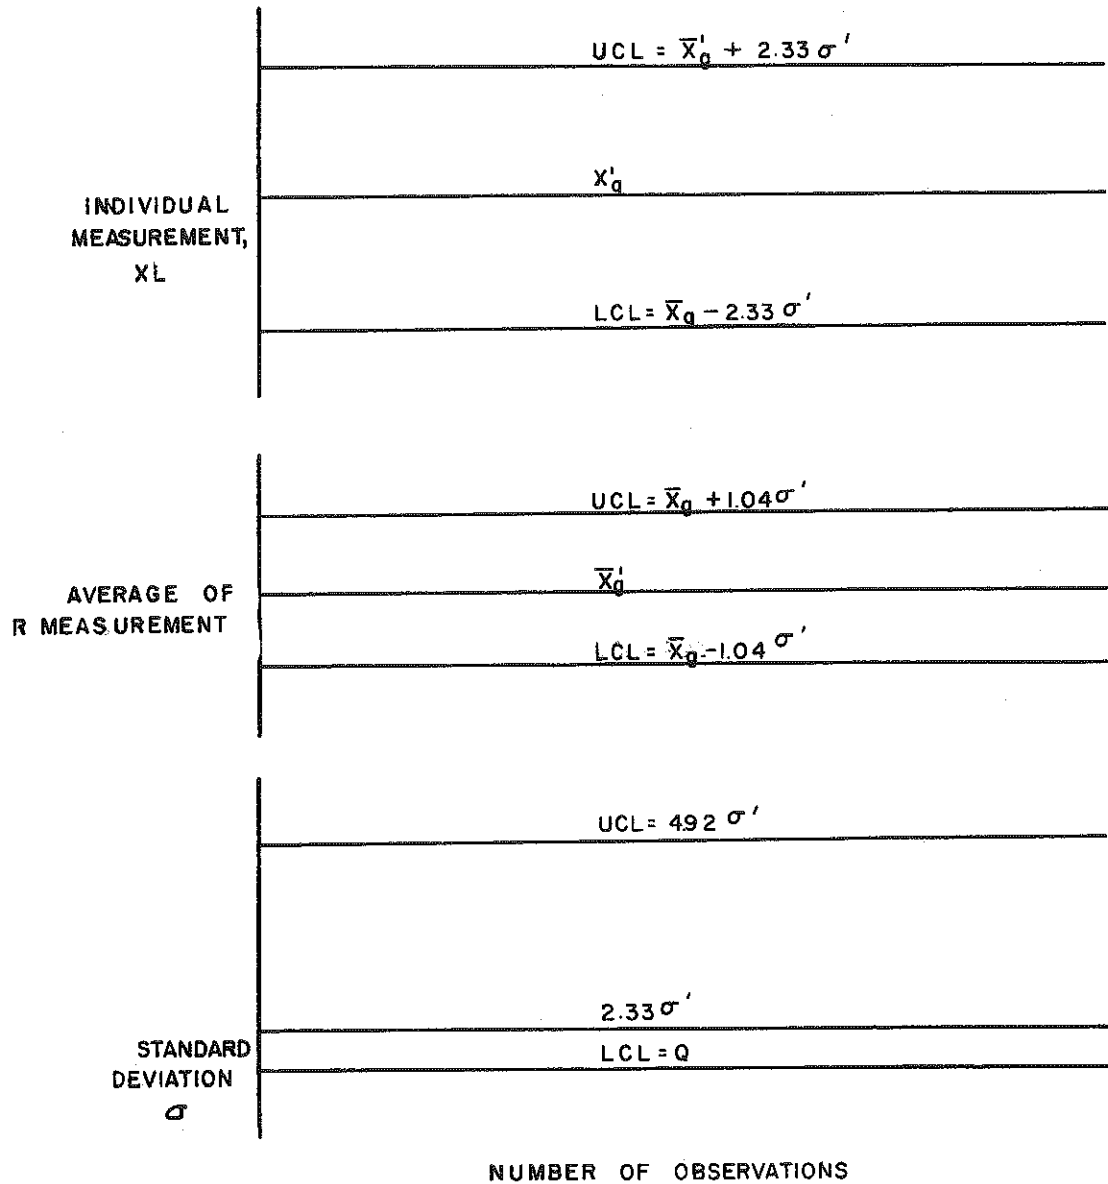 UCL = X̄'g + 2.33 σ'
X'g
INDIVIDUAL
MEASUREMENT,
XL
LCL = X̄g − 2.33 σ'
UCL = X̄g + 1.04 σ'
X̄'g
AVERAGE OF
R MEASUREMENT
LCL = X̄g - 1.04 σ'
UCL = 4.92 σ'
2.33 σ'
LCL = Q
STANDARD
DEVIATION
σ
NUMBER OF OBSERVATIONS